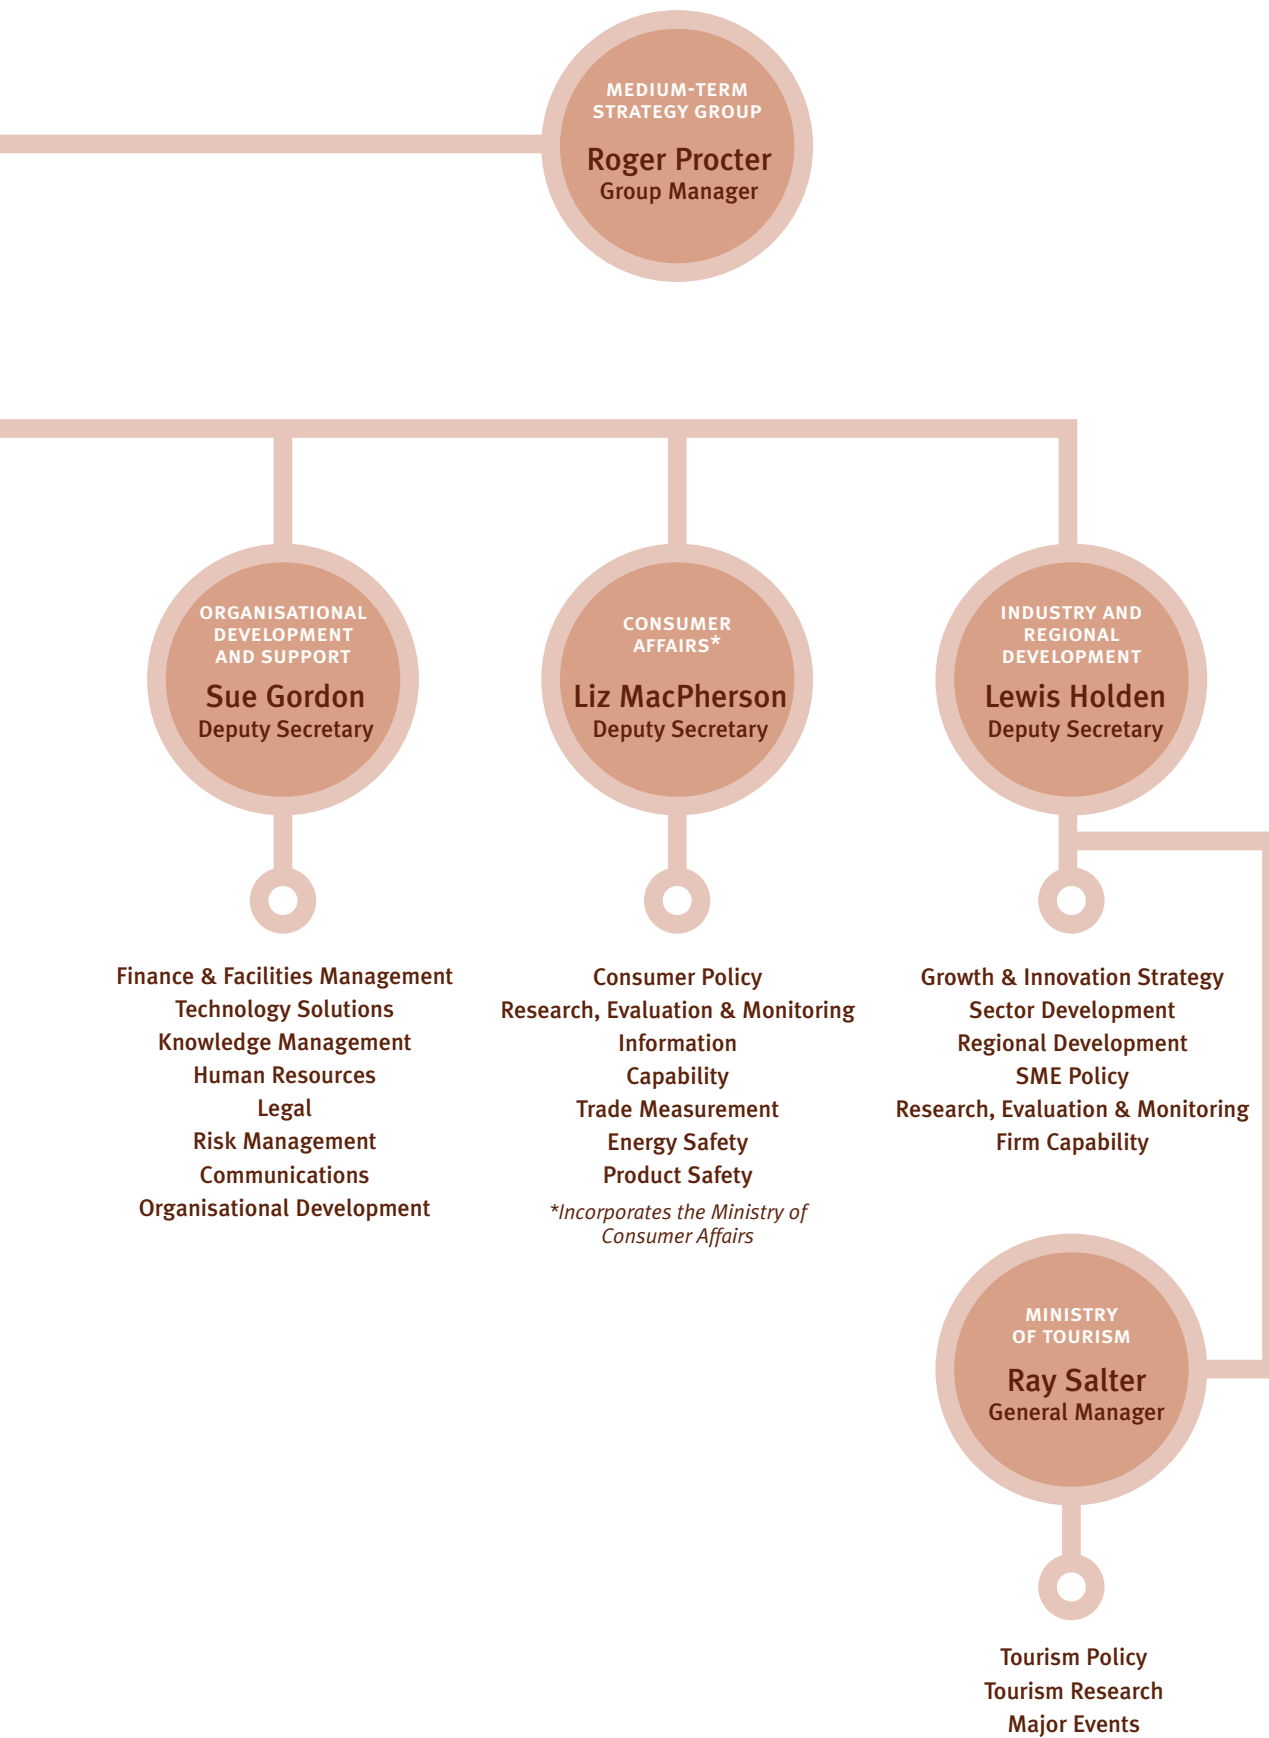 MEDIUM-TERM
STRATEGY GROUP
Roger Procter
Group Manager
ORGANISATIONAL
DEVELOPMENT
AND SUPPORT
Sue Gordon
Deputy Secretary
Finance & Facilities Management
Technology Solutions
Knowledge Management
Human Resources
Legal
Risk Management
Communications
Organisational Development
CONSUMER
AFFAIRS*
Liz MacPherson
Deputy Secretary
Consumer Policy
Research, Evaluation & Monitoring
Information
Capability
Trade Measurement
Energy Safety
Product Safety
*Incorporates the Ministry of
Consumer Affairs
INDUSTRY AND
REGIONAL
DEVELOPMENT
Lewis Holden
Deputy Secretary
Growth & Innovation Strategy
Sector Development
Regional Development
SME Policy
Research, Evaluation & Monitoring
Firm Capability
MINISTRY
OF TOURISM
Ray Salter
General Manager
Tourism Policy
Tourism Research
Major Events